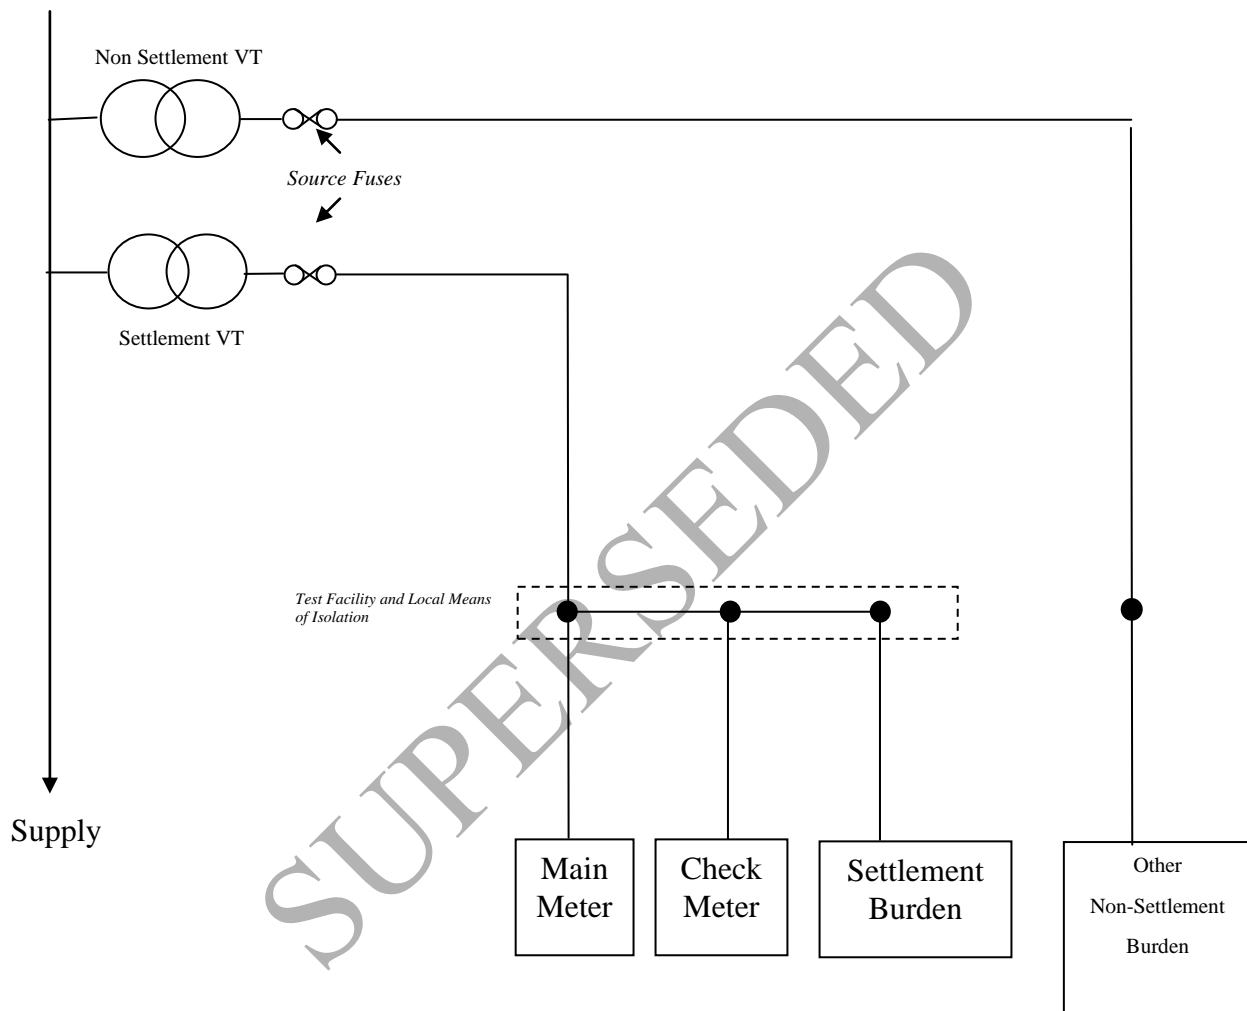 Non Settlement VT
Source Fuses
Settlement VT
Test Facility and Local Means
of Isolation
Supply
Main
Meter
Check
Meter
Settlement
Burden
Other
Non-Settlement
Burden
SUPERSEDED